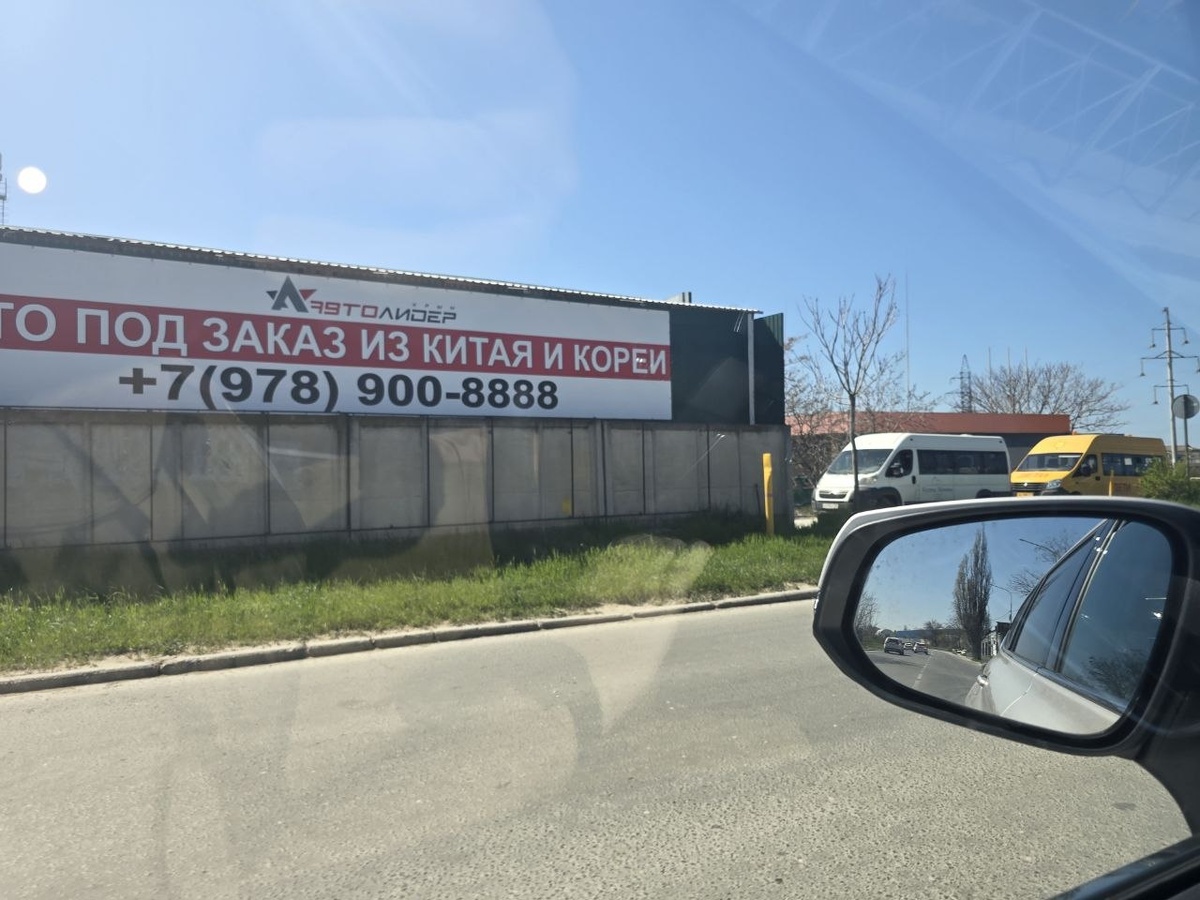 АВТОЛИДЕР
ТО ПОД ЗАКАЗ ИЗ КИТАЯ И КОРЕИ
+7(978) 900-8888